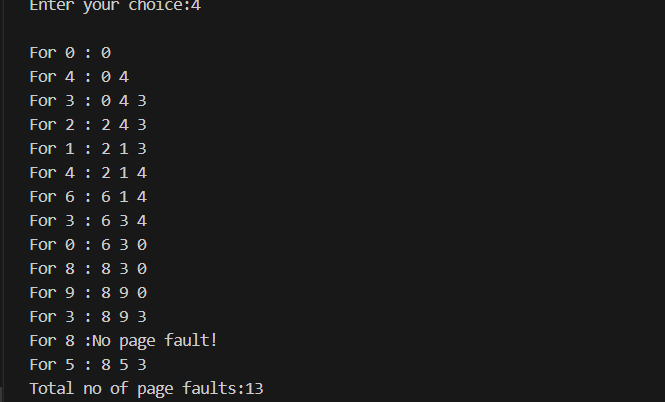 Enter your choice:4
For 0 : 0
For 4 : 0 4
For 3 : 0 4 3
For 2 : 2 4 3
For 1 : 2 1 3
For 4 : 2 1 4
For 6 : 6 1 4
For 3 : 6 3 4
For 0 : 6 3 0
For 8 : 8 3 0
For 9 : 8 9 0
For 3 : 8 9 3
For 8 :No page fault!
For 5 : 8 5 3
Total no of page faults:13